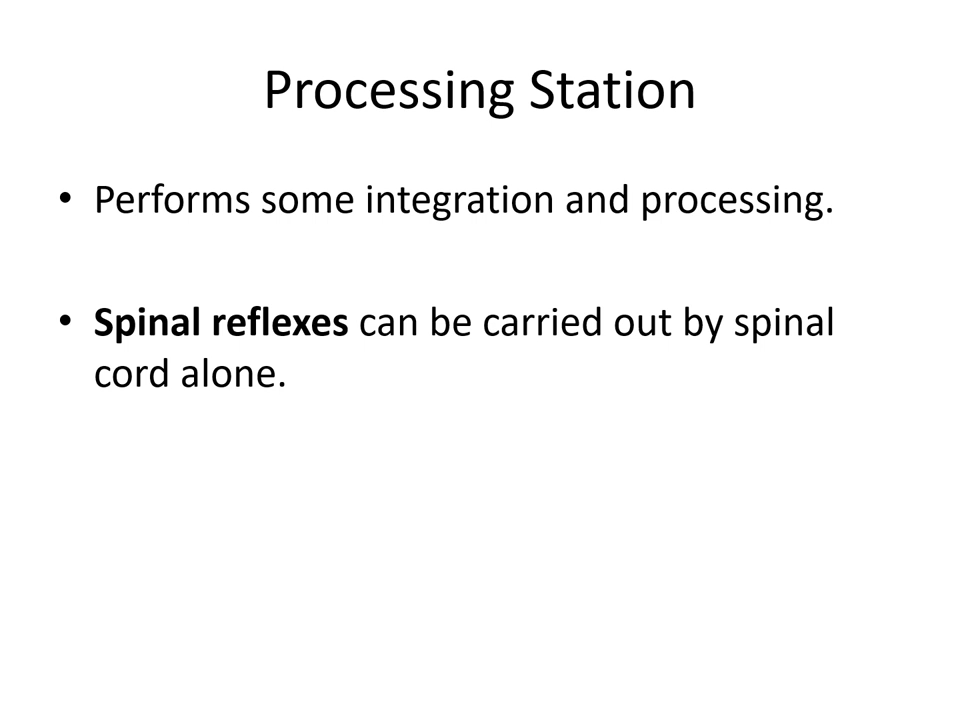 Processing Station
• Performs some integration and processing.
• Spinal reflexes can be carried out by spinal
cord alone.